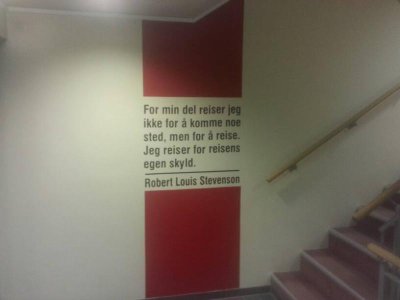 For min del reiser jeg
ikke for å komme noe
sted, men for å reise.
Jeg reiser for reisens
egen skyld.
Robert Louis Stevenson